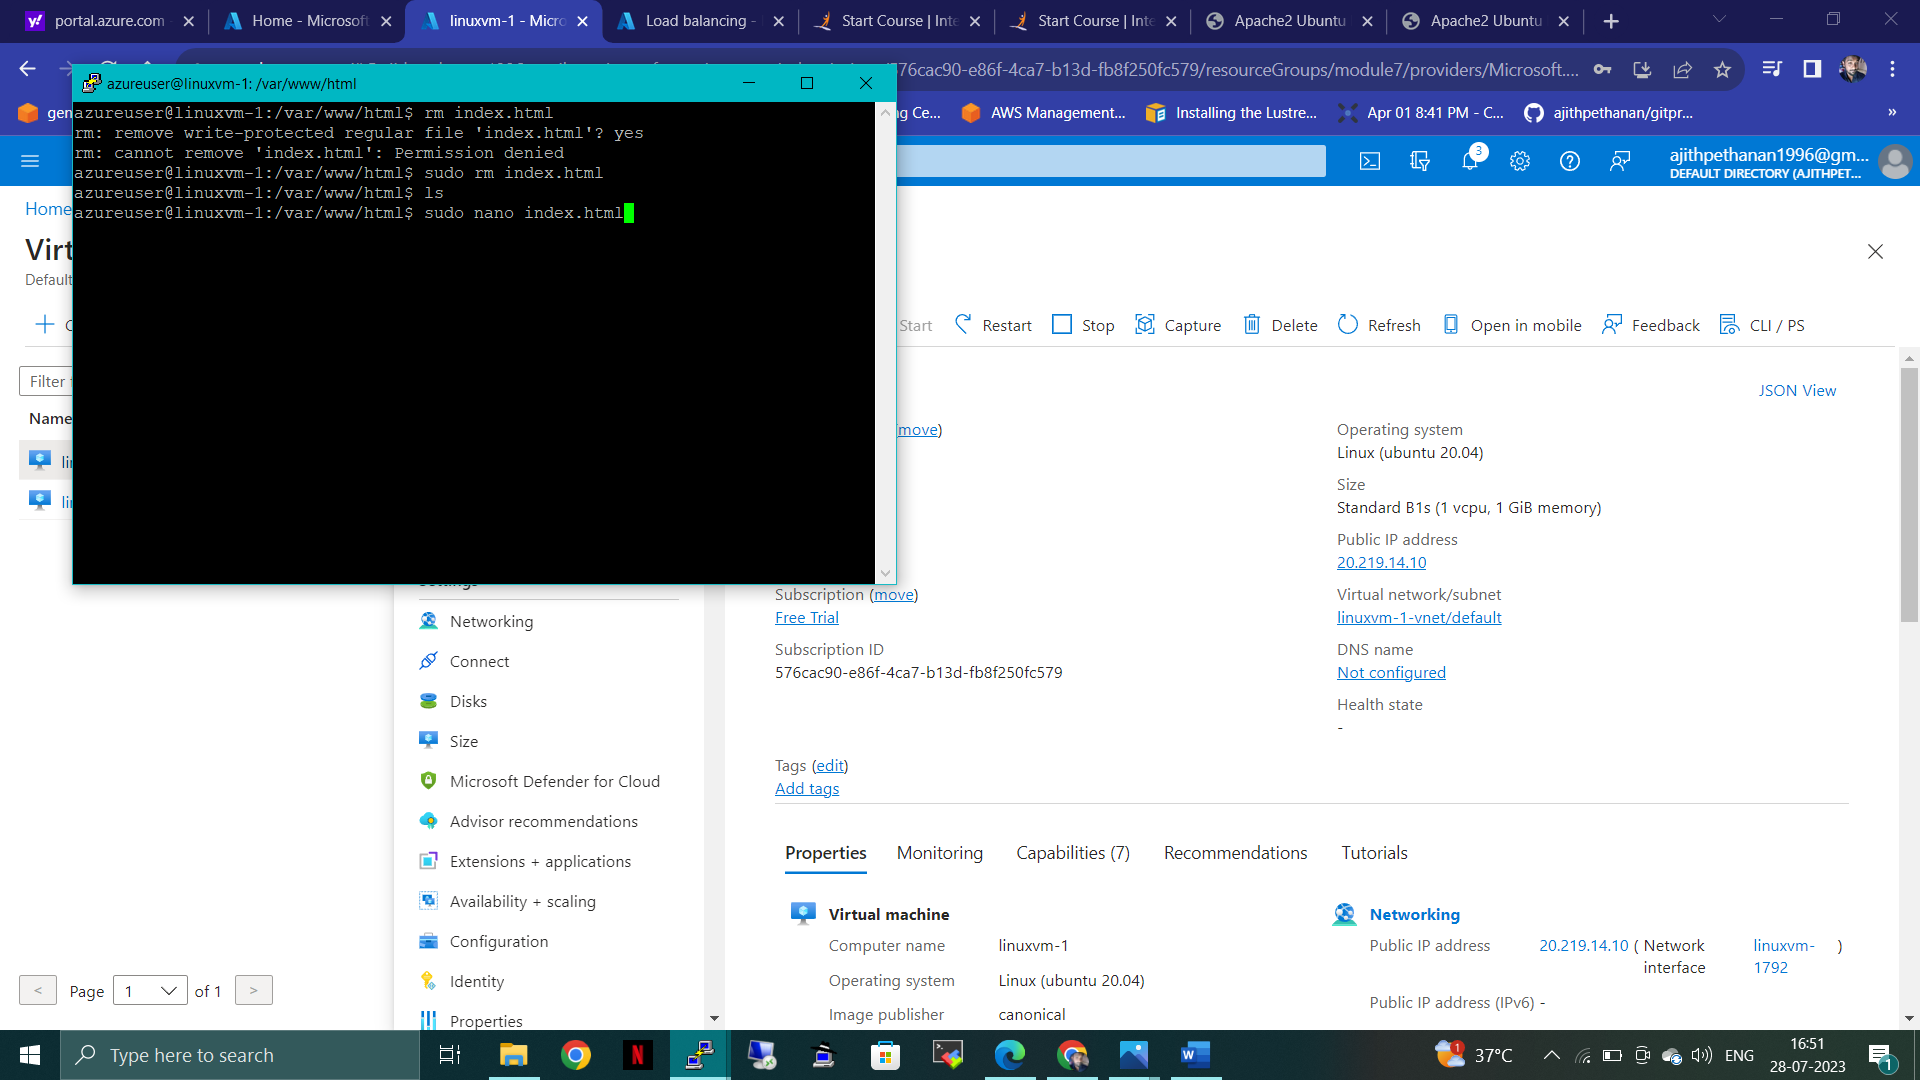 portal.azure.com
Home - Microsoft
linuxvm-1 - Micro
Load balancing -
Start Course | Inte
Start Course | Inte
Apache2 Ubuntu
Apache2 Ubuntu
576cac90-e86f-4ca7-b13d-fb8f250fc579/resourceGroups/module7/providers/Microsoft....
gen
ng Ce...
AWS Management...
Installing the Lustre...
Apr 01 8:41 PM - C...
ajithpethanan/gitpr...
»
azureuser@linuxvm-1: /var/www/html
azureuser@linuxvm-1:/var/www/html$ rm index.html
rm: remove write-protected regular file 'index.html'? yes
rm: cannot remove 'index.html': Permission denied
azureuser@linuxvm-1:/var/www/html$ sudo rm index.html
azureuser@linuxvm-1:/var/www/html$ ls
azureuser@linuxvm-1:/var/www/html$ sudo nano index.html
3
ajithpethanan1996@gm...
DEFAULT DIRECTORY (AJITHPET...
Home
Virt
Default
Start
Restart
Stop
Capture
Delete
Refresh
Open in mobile
Feedback
CLI / PS
Filter
Name
li
li
JSON View
(move)
Operating system
Linux (ubuntu 20.04)
Size
Standard B1s (1 vcpu, 1 GiB memory)
Public IP address
20.219.14.10
Subscription (move)
Free Trial
Virtual network/subnet
linuxvm-1-vnet/default
Subscription ID
576cac90-e86f-4ca7-b13d-fb8f250fc579
DNS name
Not configured
Health state
-
Tags (edit)
Add tags
Settings
Networking
Connect
Disks
Size
Microsoft Defender for Cloud
Advisor recommendations
Extensions + applications
Availability + scaling
Configuration
Identity
Properties
Properties
Monitoring
Capabilities (7)
Recommendations
Tutorials
Virtual machine
Computer name linuxvm-1
Operating system Linux (ubuntu 20.04)
Image publisher canonical
Networking
Public IP address 20.219.14.10 ( Network interface linuxvm-1792 )
Public IP address (IPv6) -
< Page 1 of 1 >
Type here to search
37°C
ENG
16:51
28-07-2023
1